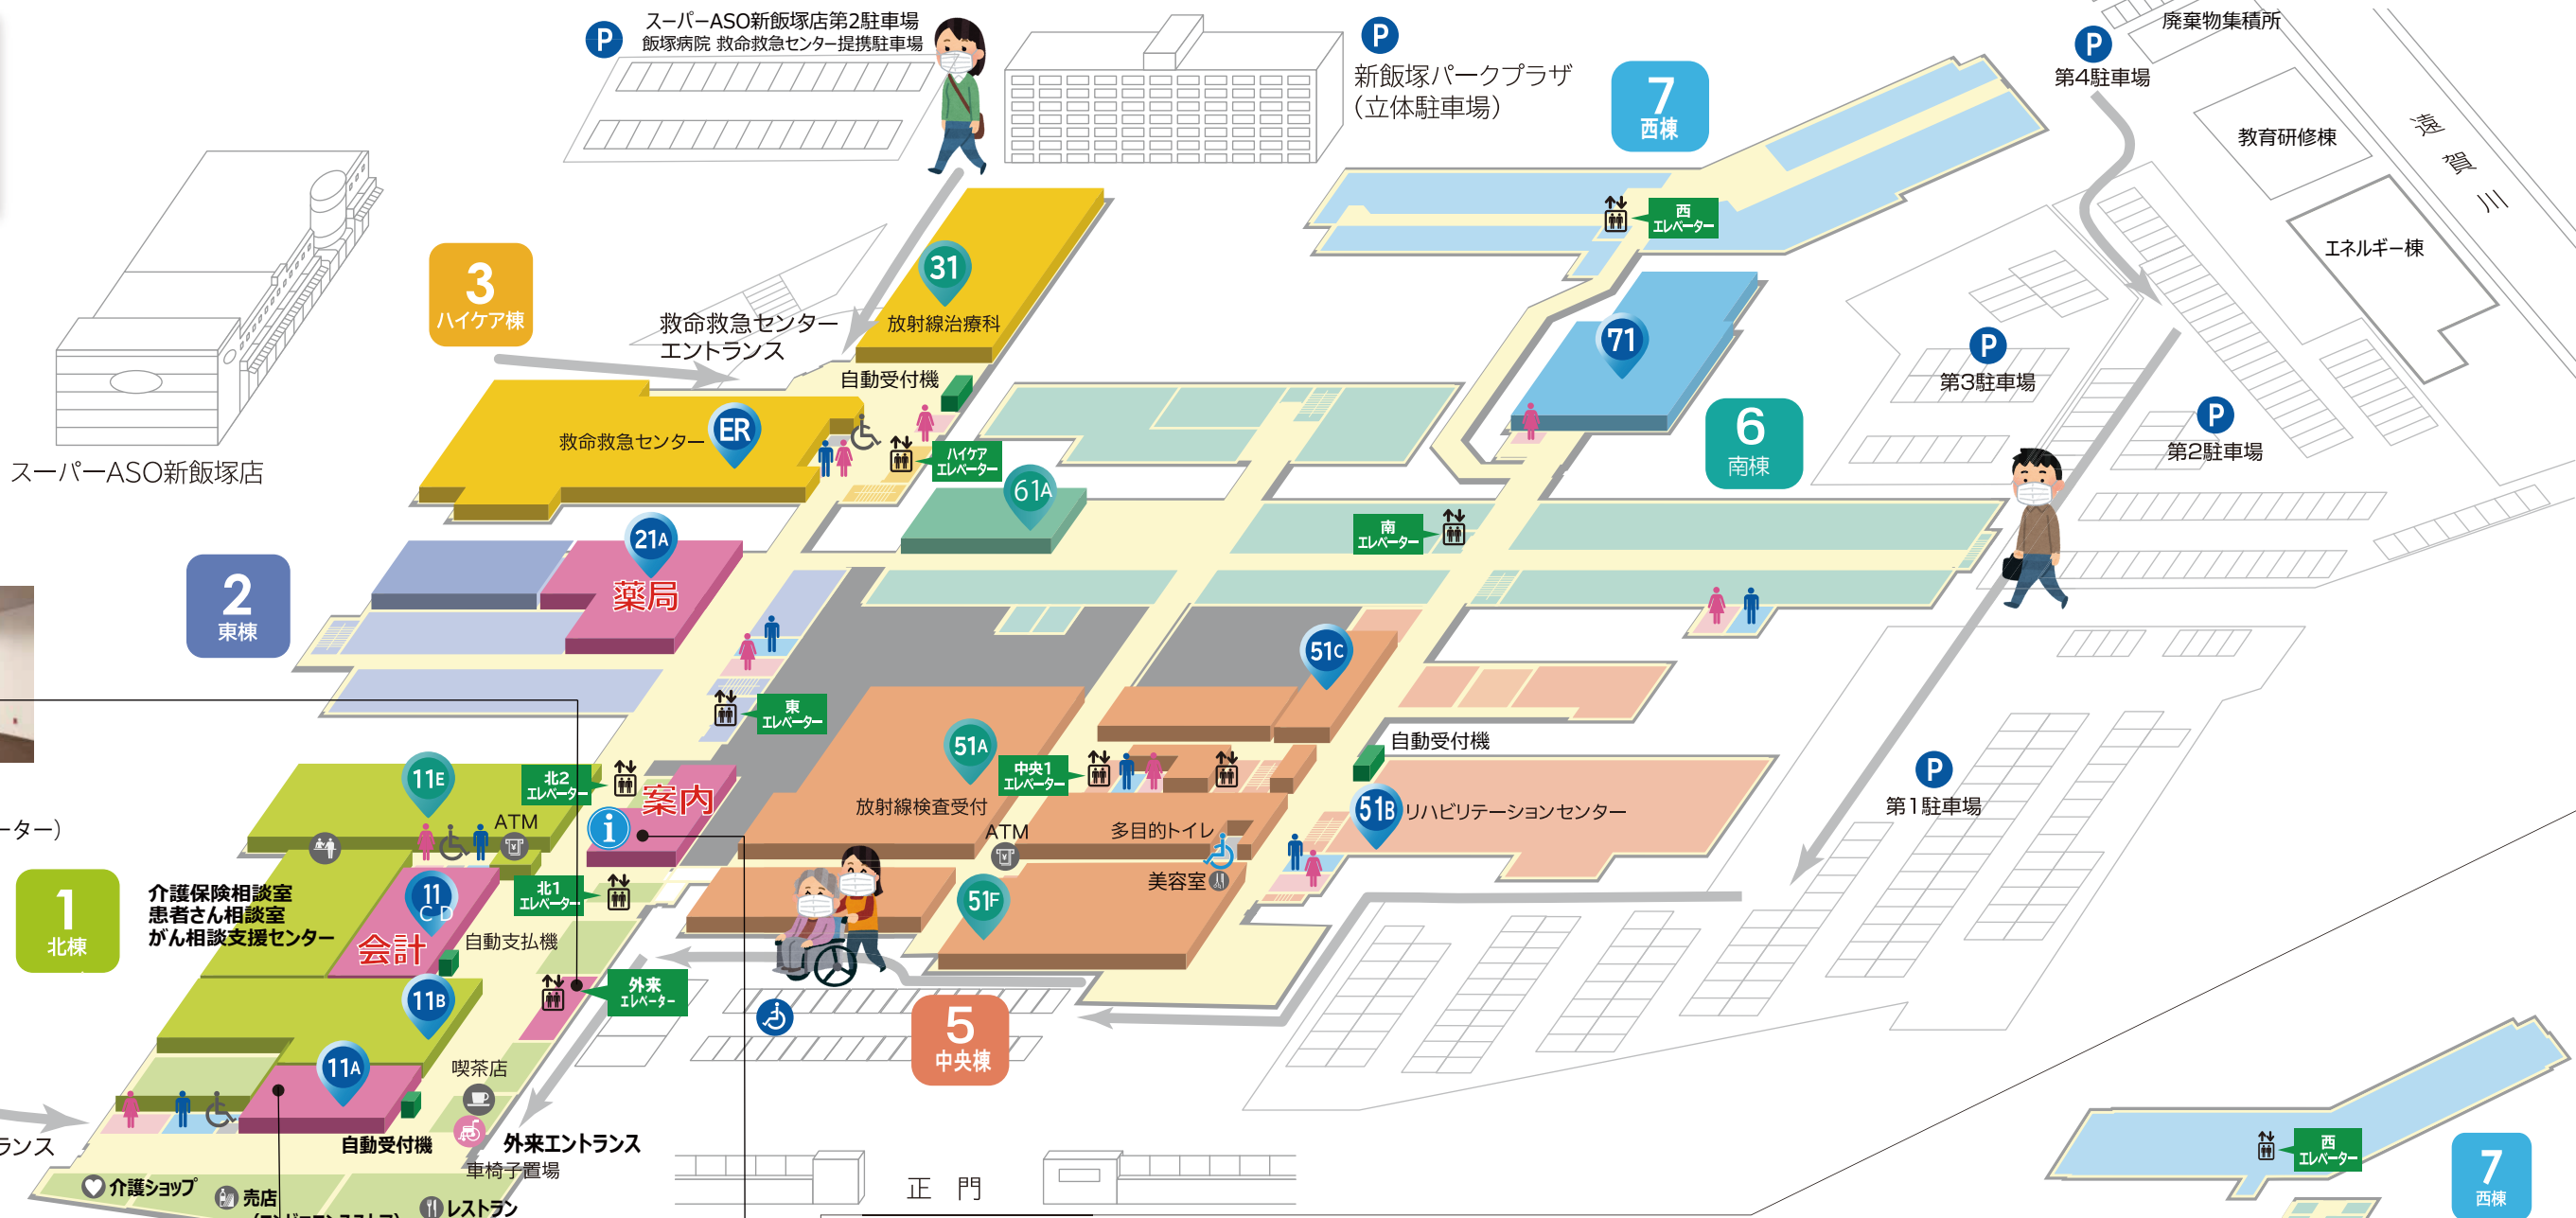 スーパーASO新飯塚店第2駐車場
飯塚病院 救命救急センター提携駐車場
P
P
新飯塚パークプラザ
（立体駐車場）
7
西棟
P
第4駐車場
廃棄物集積所
教育研修棟
遠賀川
エネルギー棟
西
エレベーター
3
ハイケア棟
31
放射線治療科
救命救急センター
エントランス
自動受付機
71
P
第3駐車場
P
第2駐車場
6
南棟
スーパーASO新飯塚店
救命救急センター
ER
ハイケア
エレベーター
61A
南
エレベーター
2
東棟
21A
薬局
51C
東
エレベーター
自動受付機
P
第1駐車場
11E
北2
エレベーター
案内
i
51A
放射線検査受付
中央1
エレベーター
51B
リハビリテーションセンター
ーター）
ATM
ATM
多目的トイレ
美容室
1
北棟
介護保険相談室
患者さん相談室
がん相談支援センター
11
C D
会計
北1
エレベーター
自動支払機
51F
11B
外来
エレベーター
5
中央棟
11A
喫茶店
自動受付機
外来エントランス
車椅子置場
ランス
介護ショップ
売店
レストラン
正 門
西
エレベーター
7
西棟